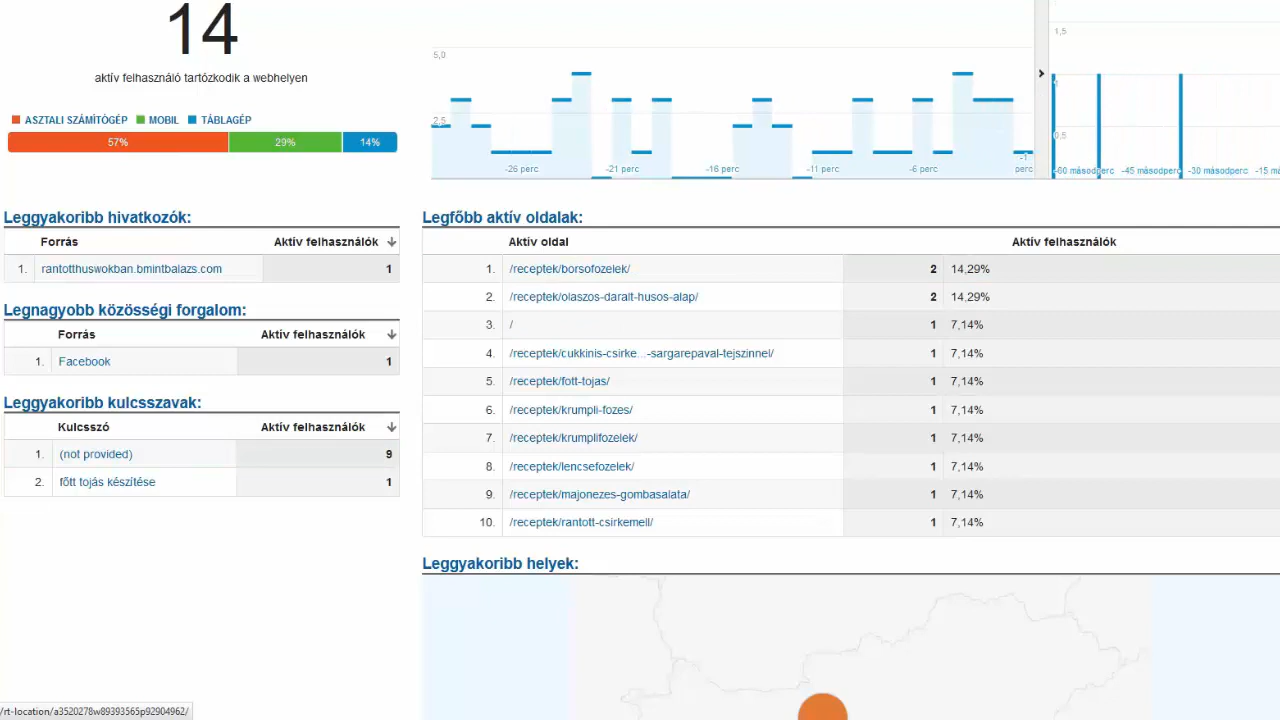 14
aktív felhasználó tartózkodik a webhelyen
ASZTALI SZÁMÍTÓGÉP MOBIL TÁBLAGÉP
57% 29% 14%
5,0
2,5
-26 perc -21 perc -16 perc -11 perc -6 perc -1 perc
1,5
0,5
-60 másodperc -45 másodperc -30 másodperc -15 m
Leggyakoribb hivatkozók:
Forrás Aktív felhasználók
1. rantotthuswokban.bmintbalazs.com 1
Legnagyobb közösségi forgalom:
Forrás Aktív felhasználók
1. Facebook 1
Leggyakoribb kulcsszavak:
Kulcsszó Aktív felhasználók
1. (not provided) 9
2. főtt tojás készítése 1
Legfőbb aktív oldalak:
Aktív oldal Aktív felhasználók
1. /receptek/borsofozelek/ 2 14,29%
2. /receptek/olaszos-daralt-husos-alap/ 2 14,29%
3. / 1 7,14%
4. /receptek/cukkinis-csirke...-sargarepaval-tejszinnel/ 1 7,14%
5. /receptek/fott-tojas/ 1 7,14%
6. /receptek/krumpli-fozes/ 1 7,14%
7. /receptek/krumplifozelek/ 1 7,14%
8. /receptek/lencsefozelek/ 1 7,14%
9. /receptek/majonezes-gombasalata/ 1 7,14%
10. /receptek/rantott-csirkemell/ 1 7,14%
Leggyakoribb helyek:
/rt-location/a3520278w89393565p92904962/